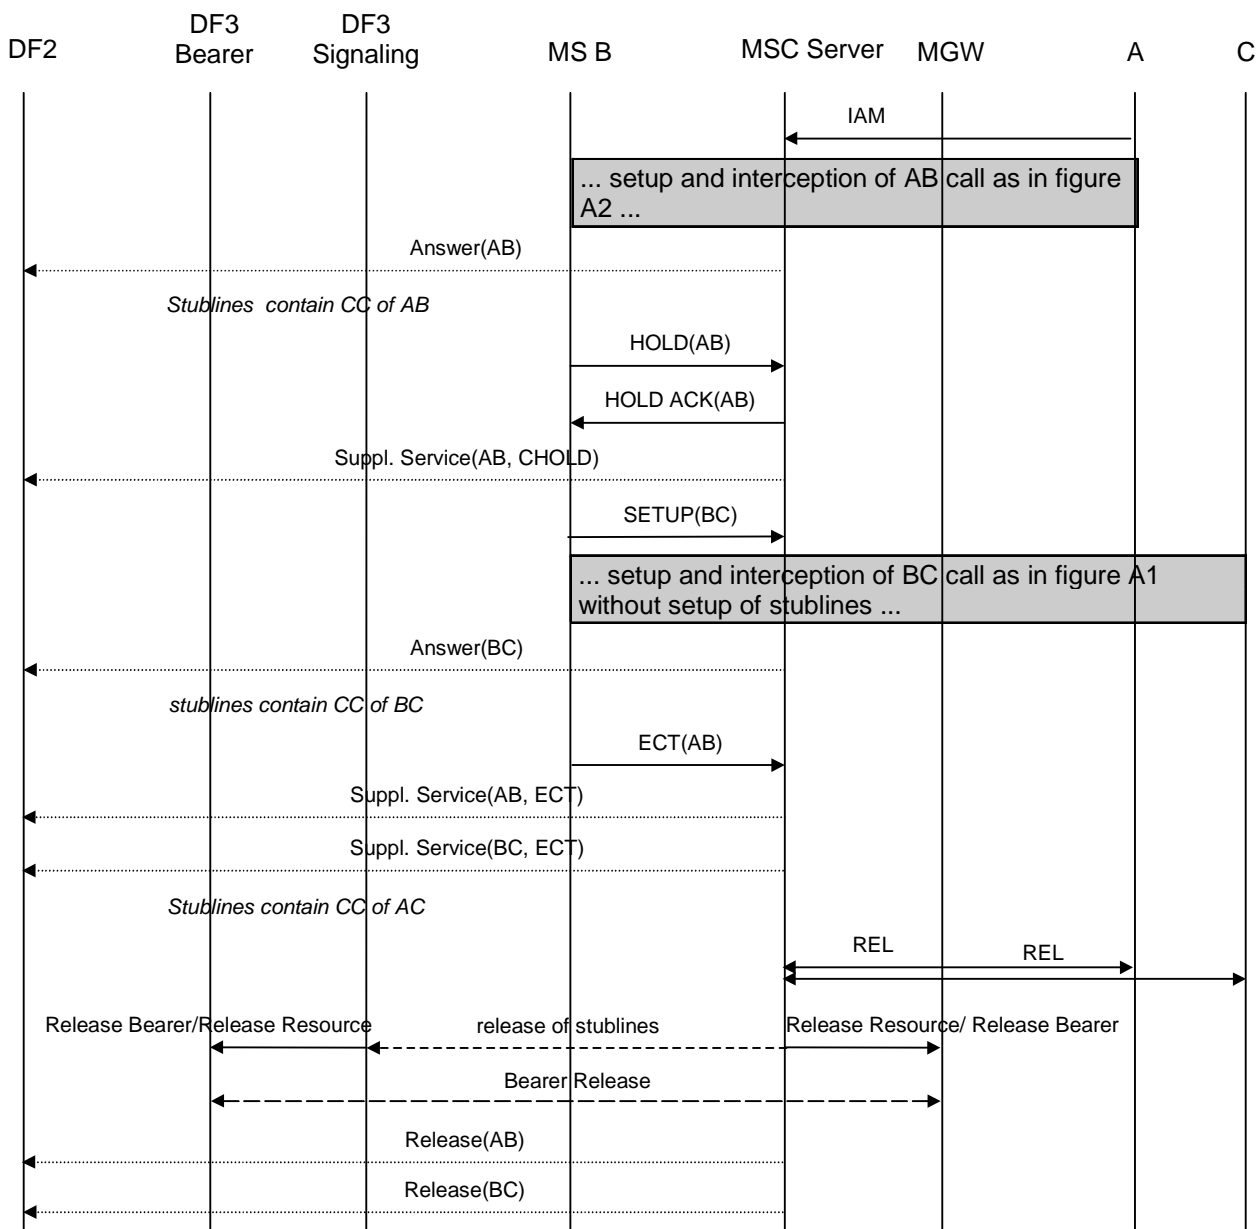 DF2
DF3
Bearer
DF3
Signaling
MS B
MSC Server
MGW
A
C
IAM
... setup and interception of AB call as in figure
A2 ...
Answer(AB)
Stublines contain CC of AB
HOLD(AB)
HOLD ACK(AB)
Suppl. Service(AB, CHOLD)
SETUP(BC)
... setup and interception of BC call as in figure A1
without setup of stublines ...
Answer(BC)
stublines contain CC of BC
ECT(AB)
Suppl. Service(AB, ECT)
Suppl. Service(BC, ECT)
Stublines contain CC of AC
REL
REL
Release Bearer/Release Resource
release of stublines
Release Resource/ Release Bearer
Bearer Release
Release(AB)
Release(BC)